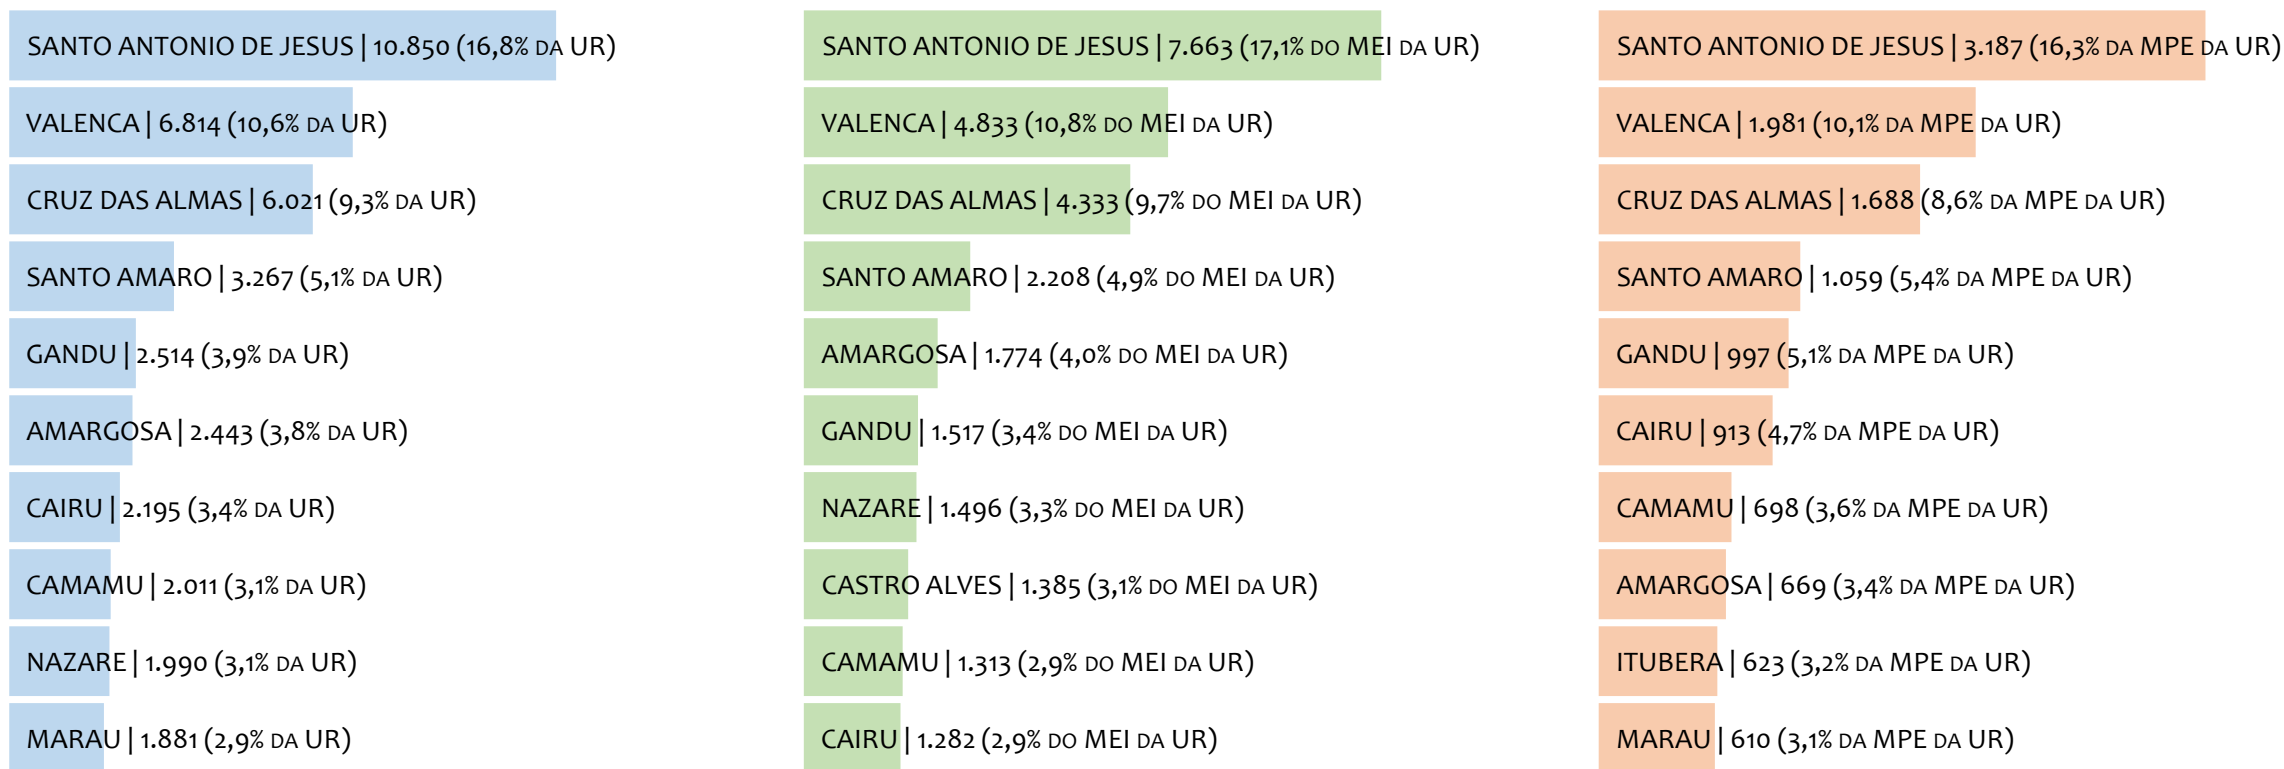 SANTO ANTONIO DE JESUS | 10.850 (16,8% DA UR)
VALENCA | 6.814 (10,6% DA UR)
CRUZ DAS ALMAS | 6.021 (9,3% DA UR)
SANTO AMARO | 3.267 (5,1% DA UR)
GANDU | 2.514 (3,9% DA UR)
AMARGOSA | 2.443 (3,8% DA UR)
CAIRU | 2.195 (3,4% DA UR)
CAMAMU | 2.011 (3,1% DA UR)
NAZARE | 1.990 (3,1% DA UR)
MARAU | 1.881 (2,9% DA UR)
SANTO ANTONIO DE JESUS | 7.663 (17,1% DO MEI DA UR)
VALENCA | 4.833 (10,8% DO MEI DA UR)
CRUZ DAS ALMAS | 4.333 (9,7% DO MEI DA UR)
SANTO AMARO | 2.208 (4,9% DO MEI DA UR)
AMARGOSA | 1.774 (4,0% DO MEI DA UR)
GANDU | 1.517 (3,4% DO MEI DA UR)
NAZARE | 1.496 (3,3% DO MEI DA UR)
CASTRO ALVES | 1.385 (3,1% DO MEI DA UR)
CAMAMU | 1.313 (2,9% DO MEI DA UR)
CAIRU | 1.282 (2,9% DO MEI DA UR)
SANTO ANTONIO DE JESUS | 3.187 (16,3% DA MPE DA UR)
VALENCA | 1.981 (10,1% DA MPE DA UR)
CRUZ DAS ALMAS | 1.688 (8,6% DA MPE DA UR)
SANTO AMARO | 1.059 (5,4% DA MPE DA UR)
GANDU | 997 (5,1% DA MPE DA UR)
CAIRU | 913 (4,7% DA MPE DA UR)
CAMAMU | 698 (3,6% DA MPE DA UR)
AMARGOSA | 669 (3,4% DA MPE DA UR)
ITUBERA | 623 (3,2% DA MPE DA UR)
MARAU | 610 (3,1% DA MPE DA UR)